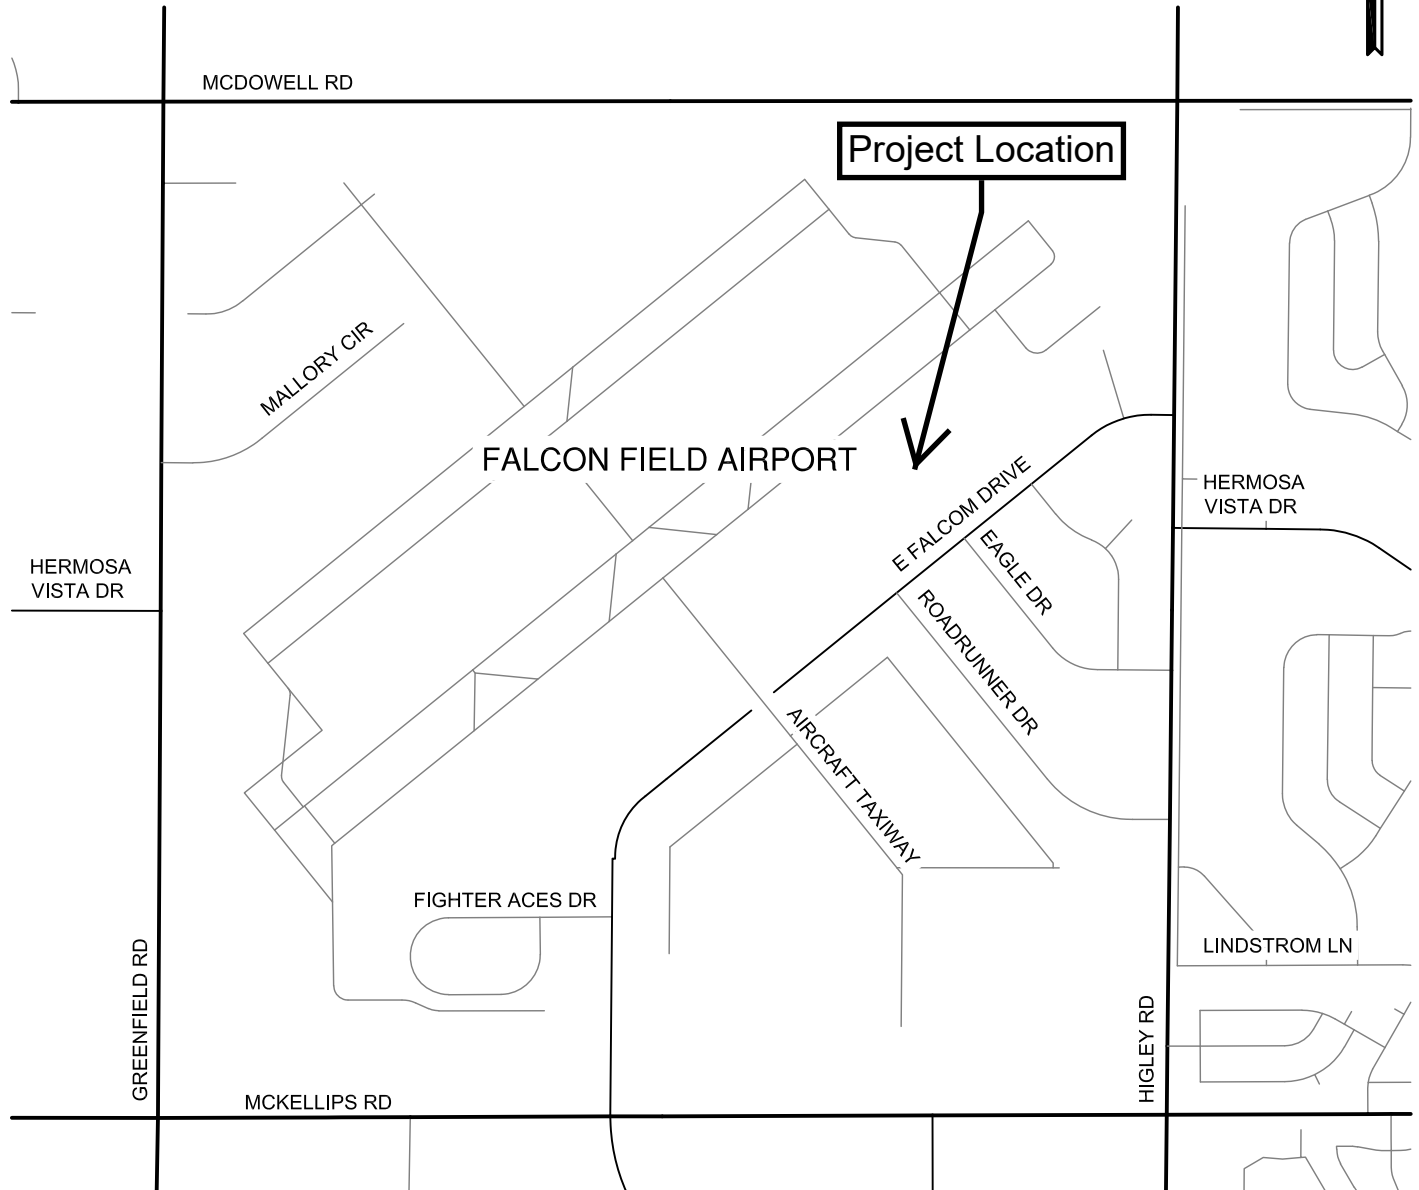 MCDOWELL RD
Project Location
MALLORY CIR
FALCON FIELD AIRPORT
E FALCOM DRIVE
HERMOSA
VISTA DR
EAGLE DR
HERMOSA
VISTA DR
ROADRUNNER DR
AIRCRAFT TAXIWAY
FIGHTER ACES DR
LINDSTROM LN
GREENFIELD RD
HIGLEY RD
MCKELLIPS RD